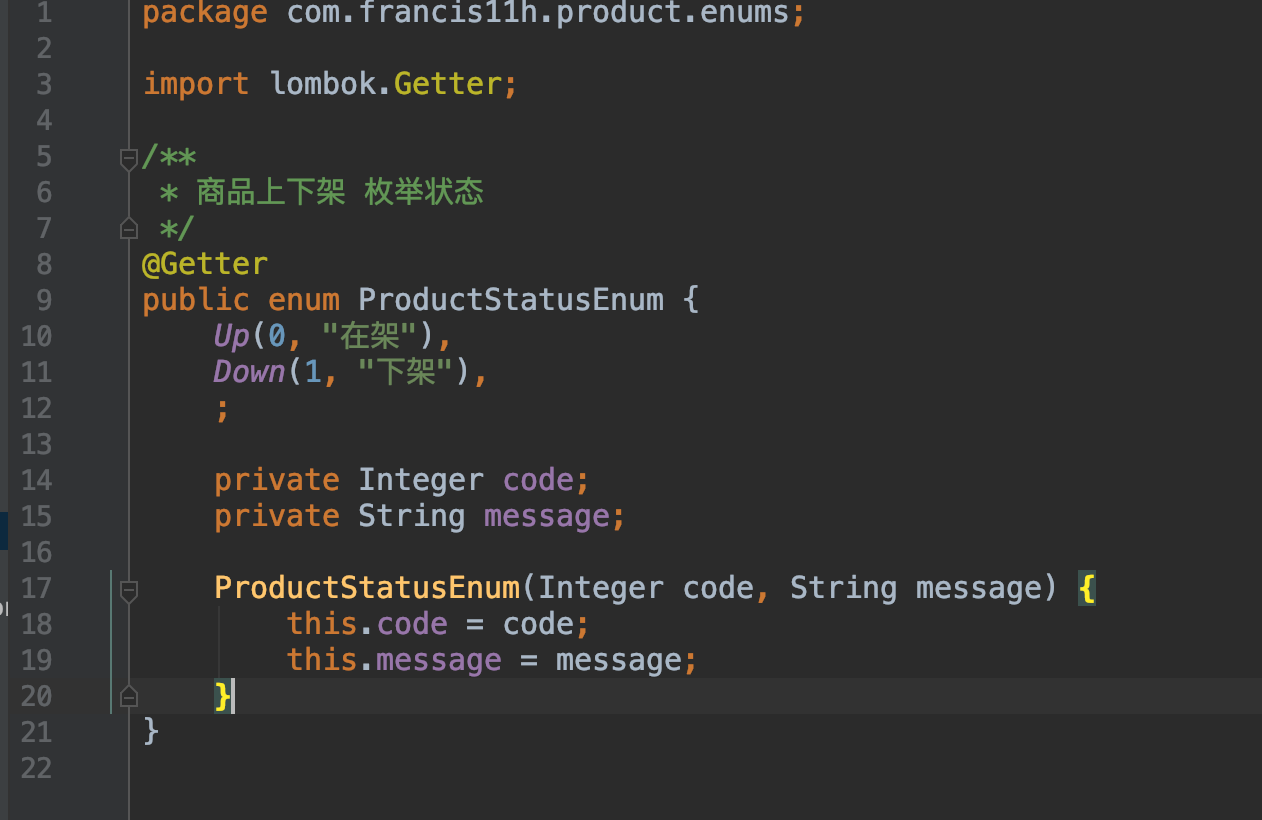 1 package com.francis11h.product.enums;
2
3 import lombok.Getter;
4
5 /**
6  * 商品上下架 枚举状态
7  */
8 @Getter
9 public enum ProductStatusEnum {
10     Up(0, "在架"),
11     Down(1, "下架"),
12     ;
13
14     private Integer code;
15     private String message;
16
17     ProductStatusEnum(Integer code, String message) {
18         this.code = code;
19         this.message = message;
20     }
21 }
22